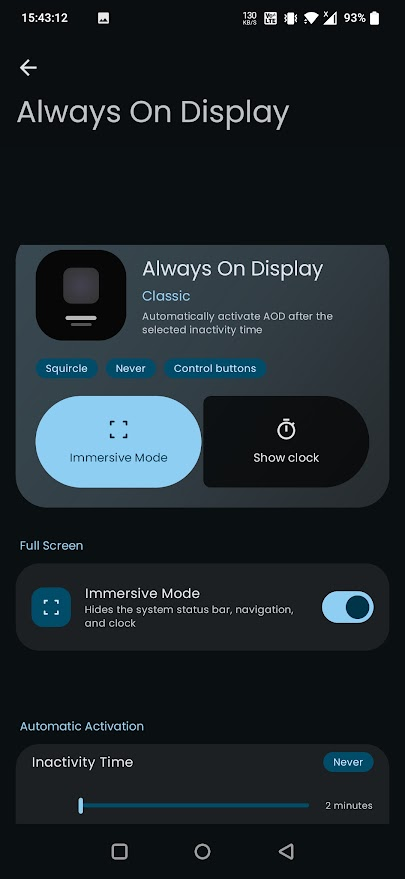 15:43:12
130
KB/S
Vo
LTE
93%
Always On Display
Always On Display
Classic
Automatically activate AOD after the
selected inactivity time
Squircle
Never
Control buttons
Immersive Mode
Show clock
Full Screen
Immersive Mode
Hides the system status bar, navigation,
and clock
Automatic Activation
Inactivity Time
Never
2 minutes